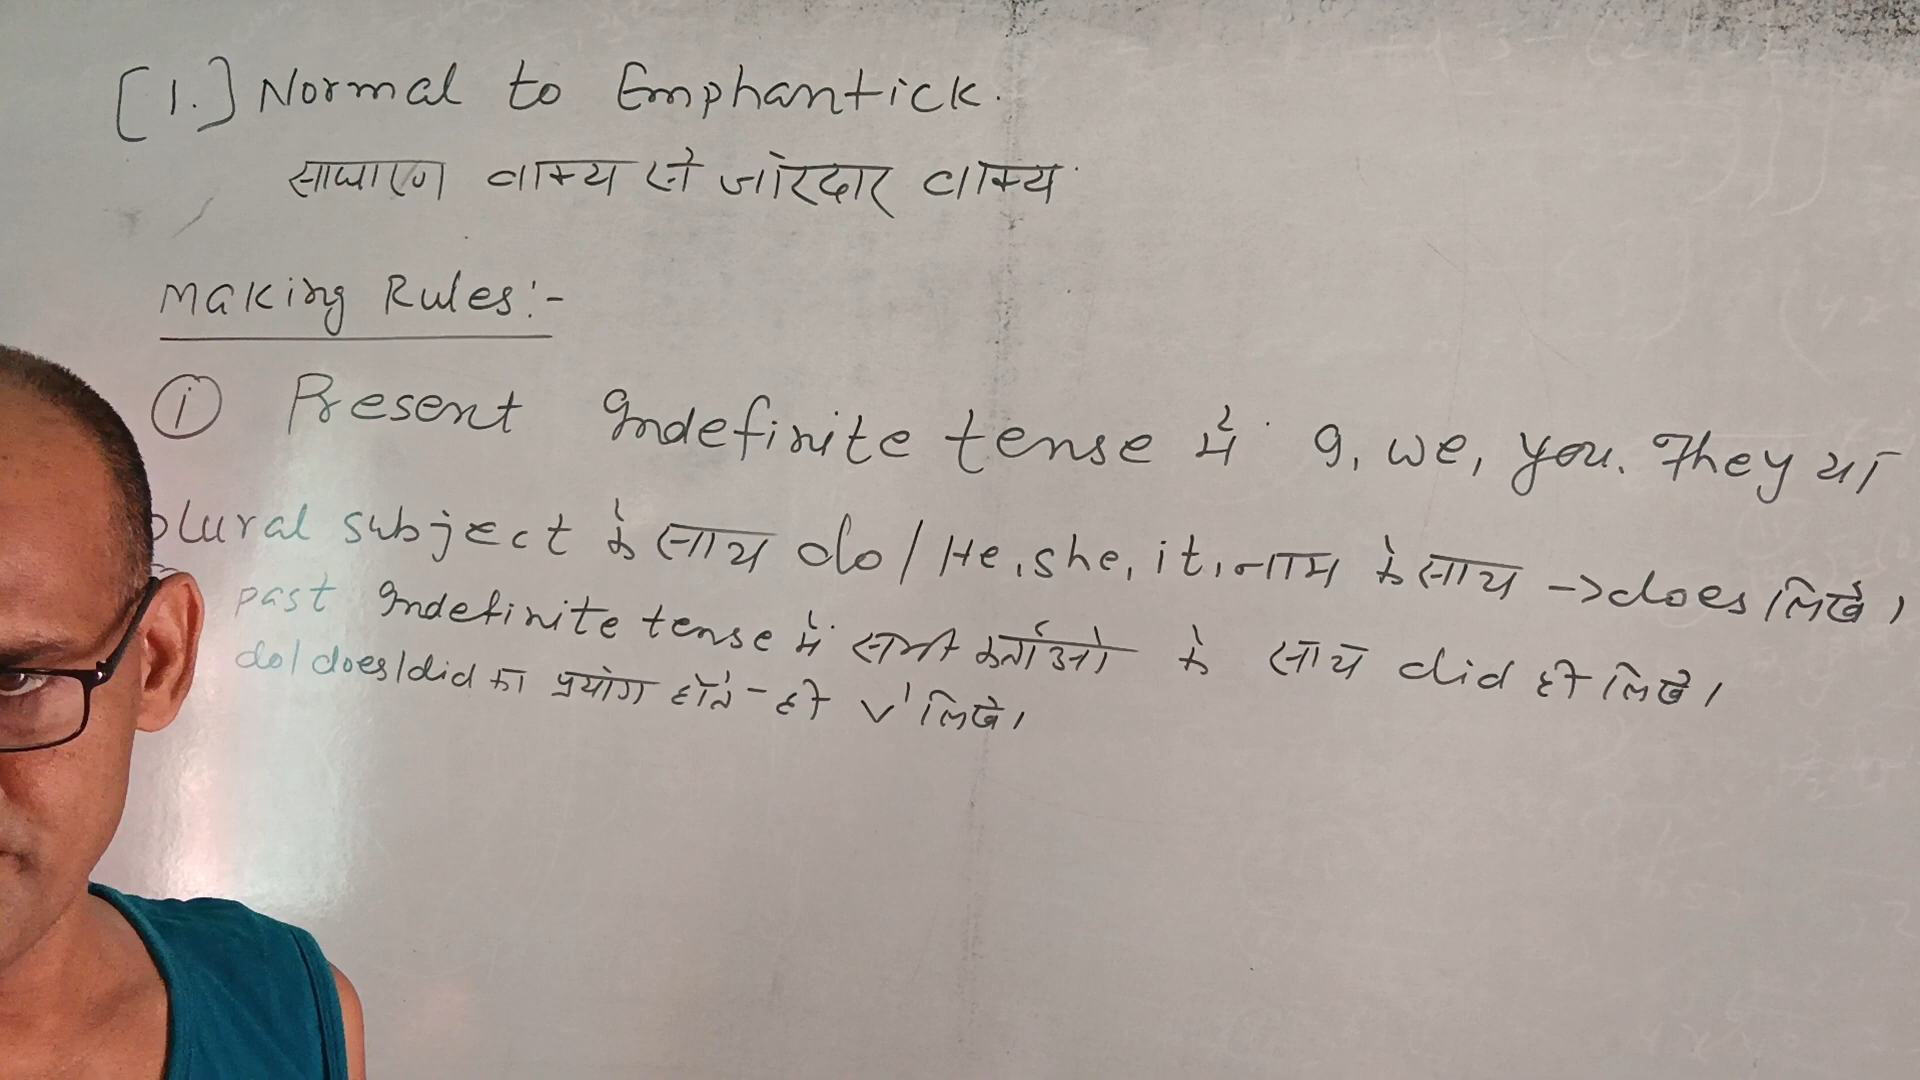 [1.] Normal to Emphantick.
साधारण वाक्य से जोरदार वाक्य
Making Rules:-
(i) Present Indefinite tense में I, we, you. They या
plural subject के साथ do / He, she, it, नाम के साथ -> does लिखे।
past Indefinite tense में सभी कर्ताओ के साथ did ही लिखे।
do/does/did का प्रयोग होते-ही V' लिखे।